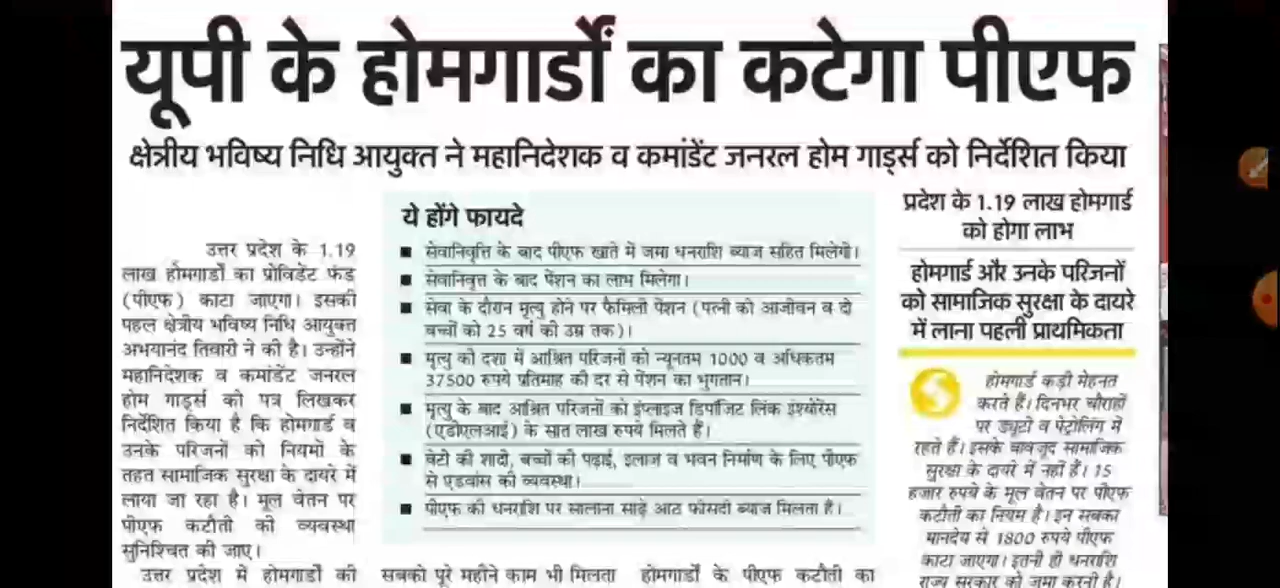 यूपी के होमगार्डों का कटेगा पीएफ
क्षेत्रीय भविष्य निधि आयुक्त ने महानिदेशक व कमांडेंट जनरल होम गार्ड्स को निर्देशित किया
उत्तर प्रदेश के 1.19
लाख होमगार्डों का प्रोविडेंट फंड
(पीएफ) काटा जाएगा। इसकी
पहल क्षेत्रीय भविष्य निधि आयुक्त
अभयानंद तिवारी ने की है। उन्होंने
महानिदेशक व कमांडेंट जनरल
होम गार्ड्स को पत्र लिखकर
निर्देशित किया है कि होमगार्ड व
उनके परिजनों को नियमों के
तहत सामाजिक सुरक्षा के दायरे में
लाया जा रहा है। मूल वेतन पर
पीएफ कटौती की व्यवस्था
सुनिश्चित की जाए।
उत्तर प्रदेश में होमगार्डों की
ये होंगे फायदे
■ सेवानिवृत्ति के बाद पीएफ खाते में जमा धनराशि ब्याज सहित मिलेगी।
■ सेवानिवृत्त के बाद पेंशन का लाभ मिलेगा।
■ सेवा के दौरान मृत्यु होने पर फैमिली पेंशन (पत्नी को आजीवन व दो
बच्चों को 25 वर्ष की उम्र तक)।
■ मृत्यु की दशा में आश्रित परिजनों को न्यूनतम 1000 व अधिकतम
37500 रुपये प्रतिमाह की दर से पेंशन का भुगतान।
■ मृत्यु के बाद आश्रित परिजनों को इंप्लाइज डिपॉजिट लिंक इंश्योरेंस
(एडीएलआई) के सात लाख रुपये मिलते हैं।
■ बेटी की शादी, बच्चों की पढ़ाई, इलाज व भवन निर्माण के लिए पीएफ
से एडवांस की व्यवस्था।
■ पीएफ की धनराशि पर सालाना साढ़े आठ फीसदी ब्याज मिलता है।
सबको पूरे महीने काम भी मिलता
होमगार्डों के पीएफ कटौती का
प्रदेश के 1.19 लाख होमगार्ड
को होगा लाभ
होमगार्ड और उनके परिजनों
को सामाजिक सुरक्षा के दायरे
में लाना पहली प्राथमिकता
होमगार्ड कड़ी मेहनत
करते हैं। दिनभर चौराहों
पर ड्यूटी व पेट्रोलिंग में
रहते हैं। इसके बावजूद सामाजिक
सुरक्षा के दायरे में नहीं हैं। 15
हजार रुपये के मूल वेतन पर पीएफ
कटौती का नियम है। इन सबका
मानदेय से 1800 रुपये पीएफ
काटा जाएगा। इतनी ही धनराशि
राज्य सरकार को जमा करनी है।